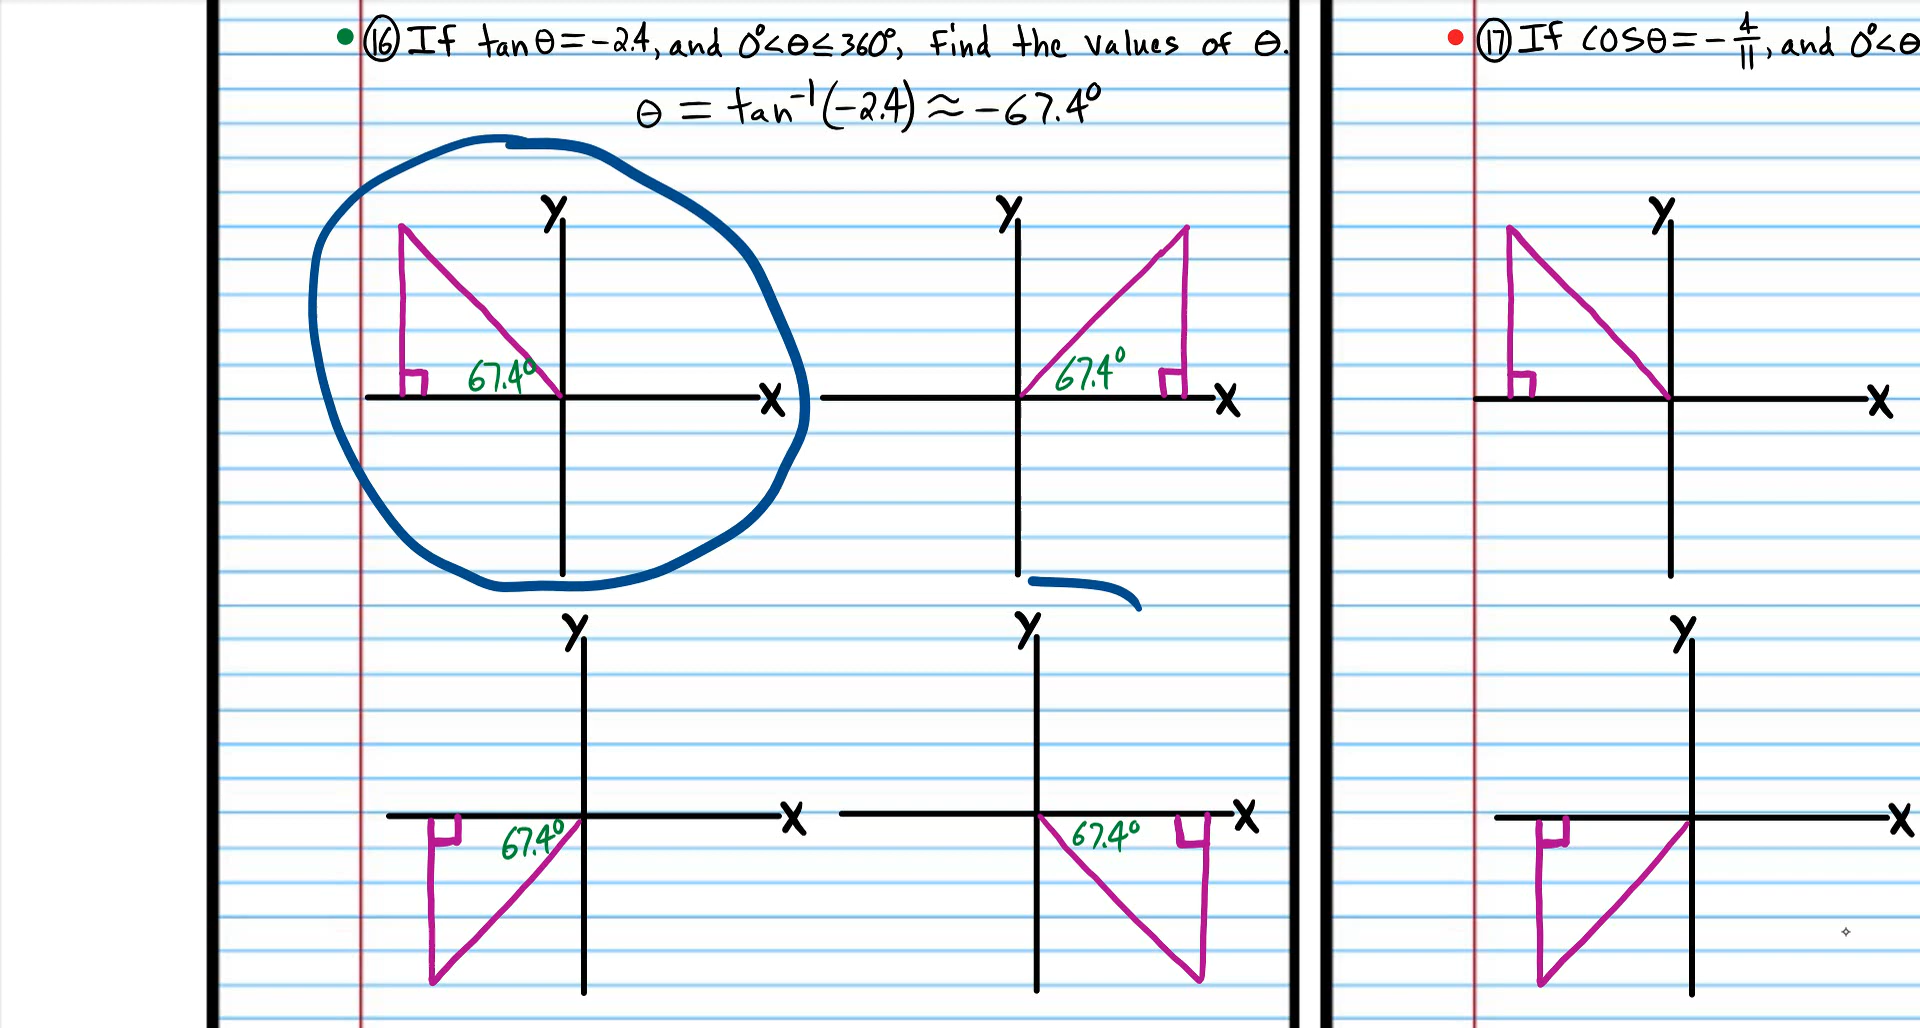 ⑯ If tanθ = -2.4, and 0°<θ≤360°, find the values of θ.
θ = tan⁻¹(-2.4) ≈ -67.4°
y
67.4°
x
y
67.4°
x
y
67.4°
x
y
67.4°
x
⑰ If cosθ = -4/11, and 0°<θ
y
x
y
x